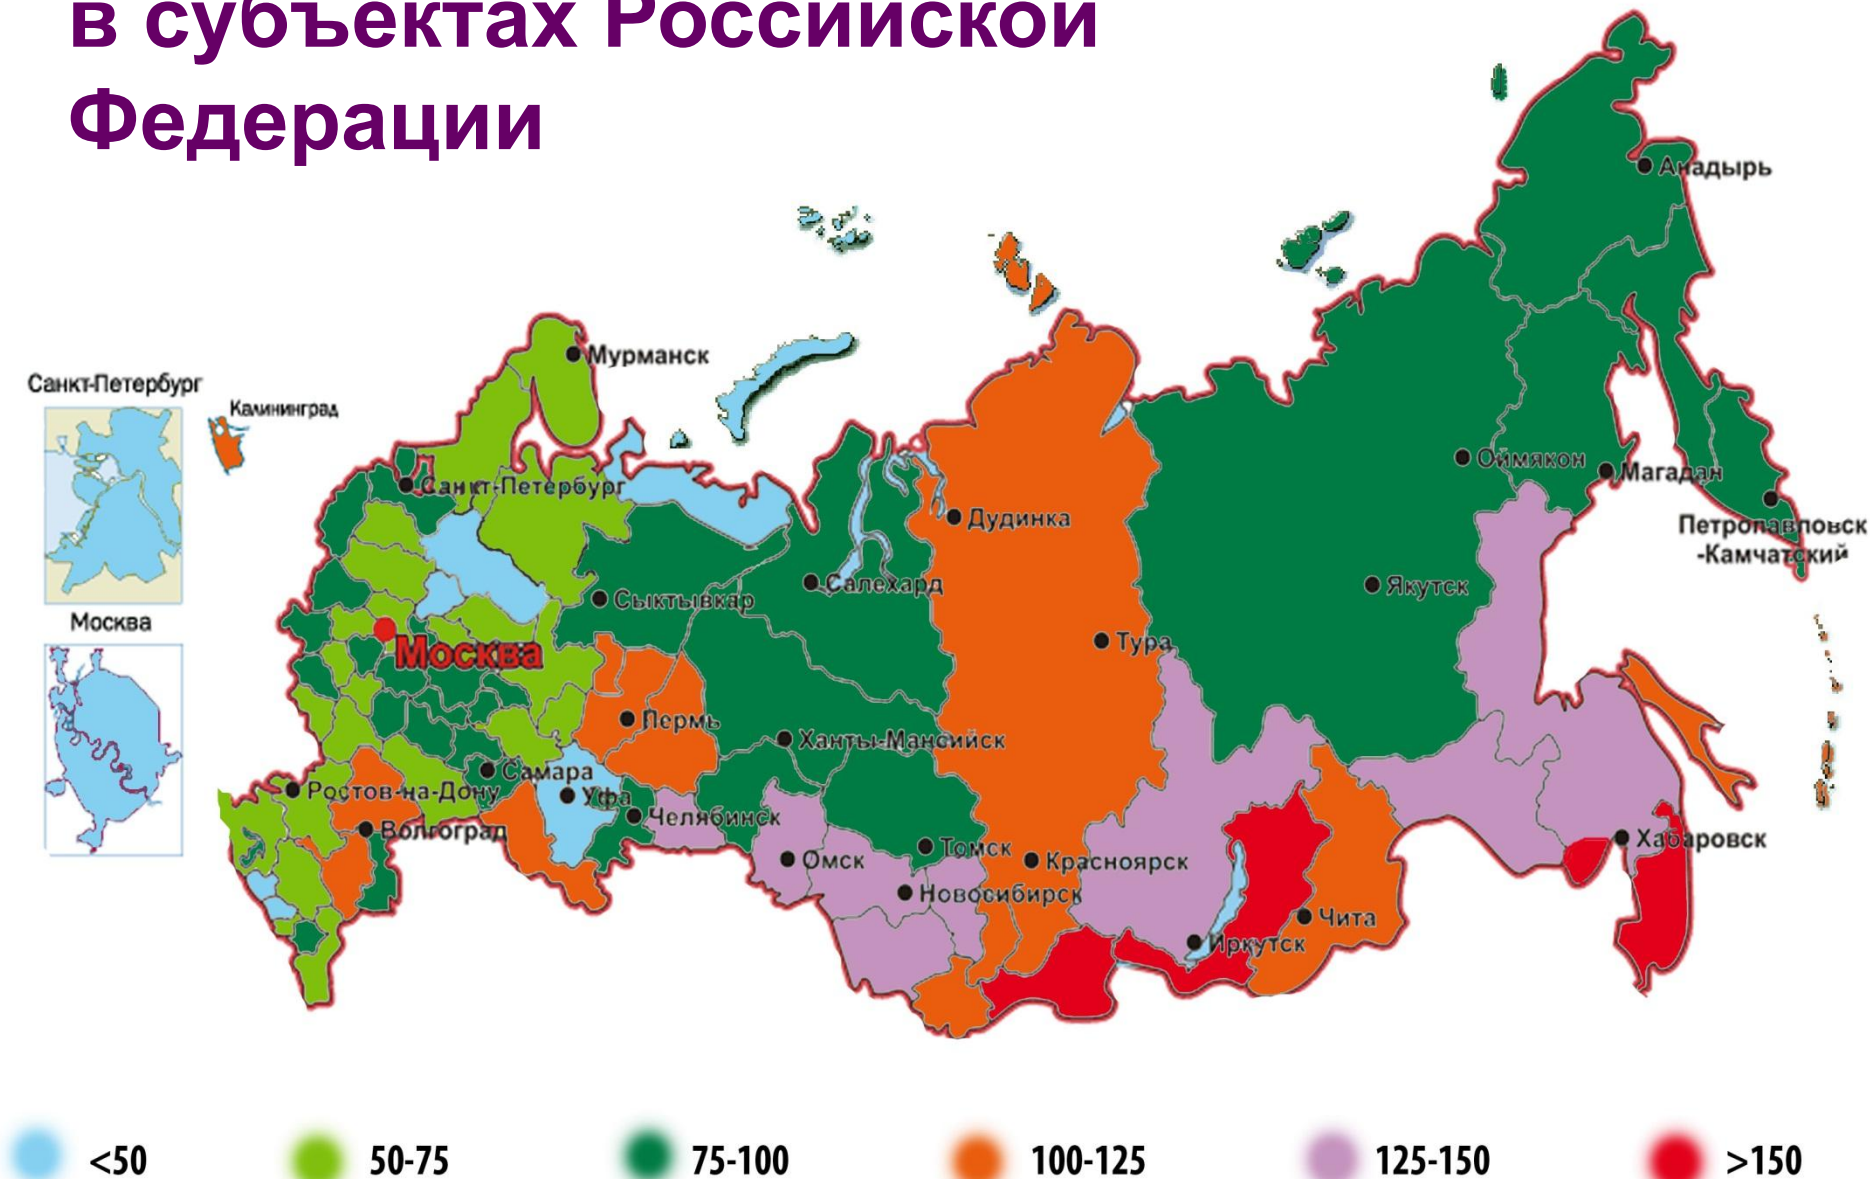 в субъектах Российской
Федерации
Анадырь
Мурманск
Санкт-Петербург
Калининград
Оймякон
Магадан
Санкт-Петербург
Дудинка
Петропавловск
-Камчатский
Салехард
Якутск
Сыктывкар
Москва
Тура
Москва
Пермь
Ханты-Мансийск
Самара
Ростов-на-Дону
Уфа
Челябинск
Волгоград
Хабаровск
Томск
Омск
Красноярск
Новосибирск
Чита
Иркутск
<50 50-75 75-100 100-125 125-150 >150